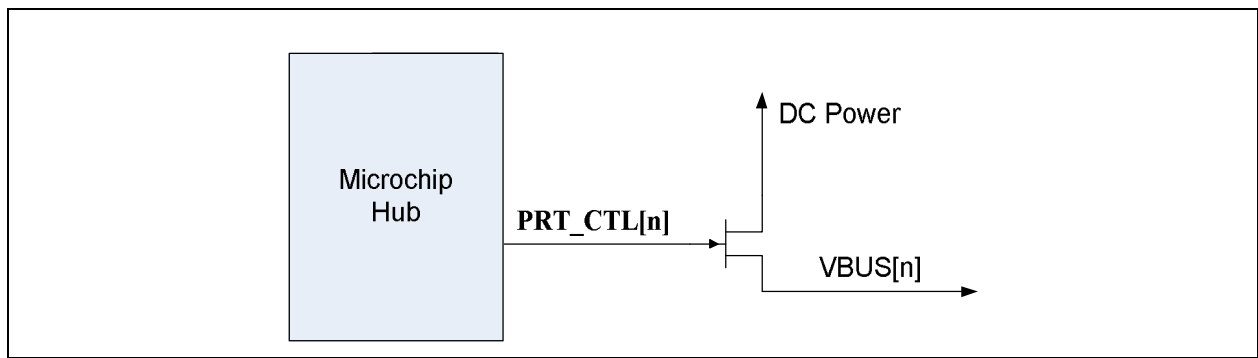 DC Power
Microchip
Hub
PRT_CTL[n]
VBUS[n]